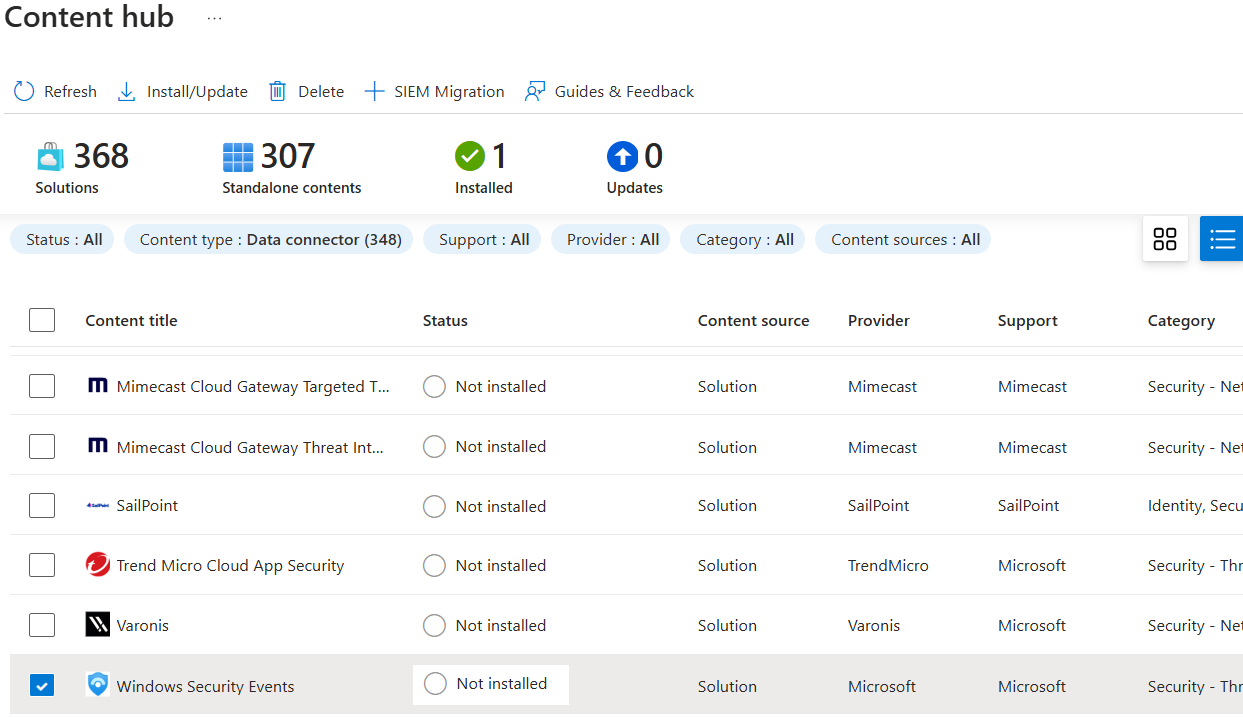 Content hub ...
Refresh Install/Update Delete SIEM Migration Guides & Feedback
368 307 1 0
Solutions Standalone contents Installed Updates
Status : All Content type : Data connector (348) Support : All Provider : All Category : All Content sources : All
Content title Status Content source Provider Support Category
Mimecast Cloud Gateway Targeted T... Not installed Solution Mimecast Mimecast Security - Net
Mimecast Cloud Gateway Threat Int... Not installed Solution Mimecast Mimecast Security - Net
SailPoint SailPoint Not installed Solution SailPoint SailPoint Identity, Secu
Trend Micro Cloud App Security Not installed Solution TrendMicro Microsoft Security - Thr
Varonis Not installed Solution Varonis Microsoft Security - Net
Windows Security Events Not installed Solution Microsoft Microsoft Security - Thr